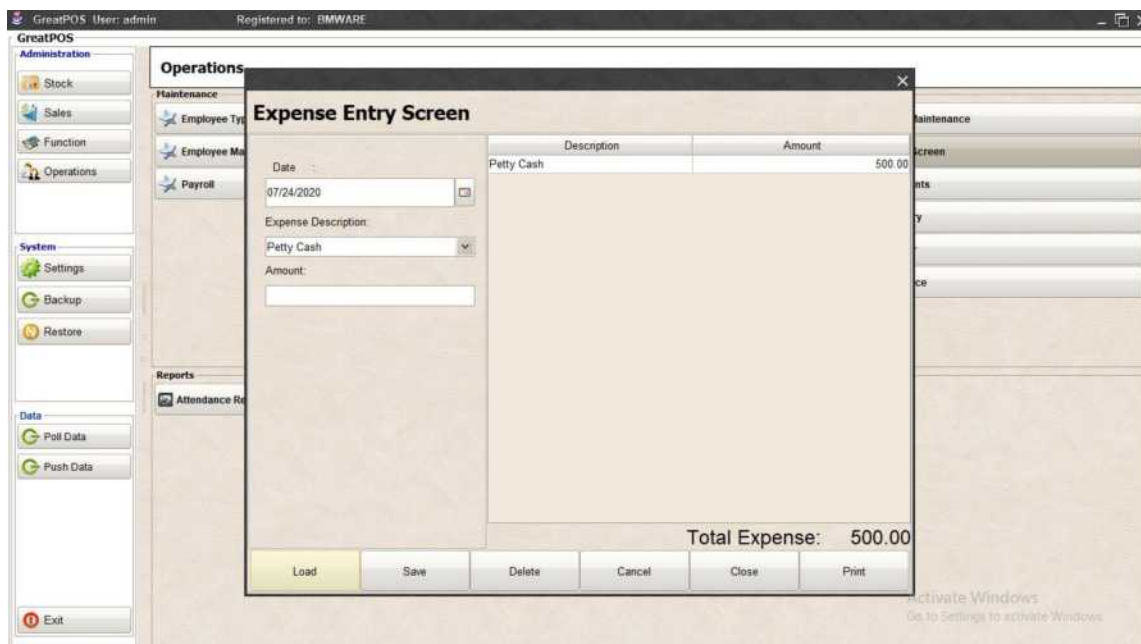 GreatPOS User: admin Registered to: BMWARE
GreatPOS
Administration
Stock
Sales
Function
Operations
System
Settings
Backup
Restore
Data
Poll Data
Push Data
Exit
Operations
Maintenance
Employee Typ
Employee Ma
Payroll
Reports
Attendance Re
Expense Entry Screen
Date :
07/24/2020
Expense Description:
Petty Cash
Amount:
Description Amount
Petty Cash 500.00
Total Expense: 500.00
Load Save Delete Cancel Close Print
Maintenance
Screen
nts
y
ce
Activate Windows
Go to Settings to activate Windows.